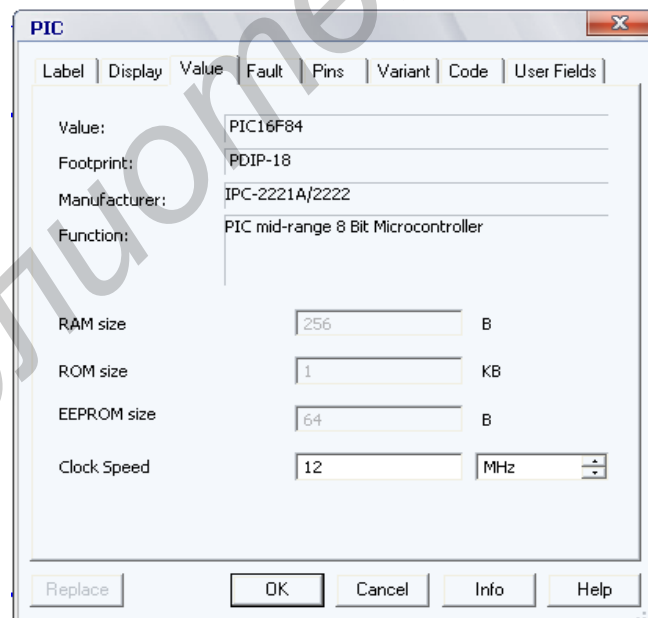 PIC
Label Display Value Fault Pins Variant Code User Fields
Value: PIC16F84
Footprint: PDIP-18
Manufacturer: IPC-2221A/2222
Function: PIC mid-range 8 Bit Microcontroller
RAM size 256 B
ROM size 1 KB
EEPROM size 64 B
Clock Speed 12 MHz
Replace OK Cancel Info Help